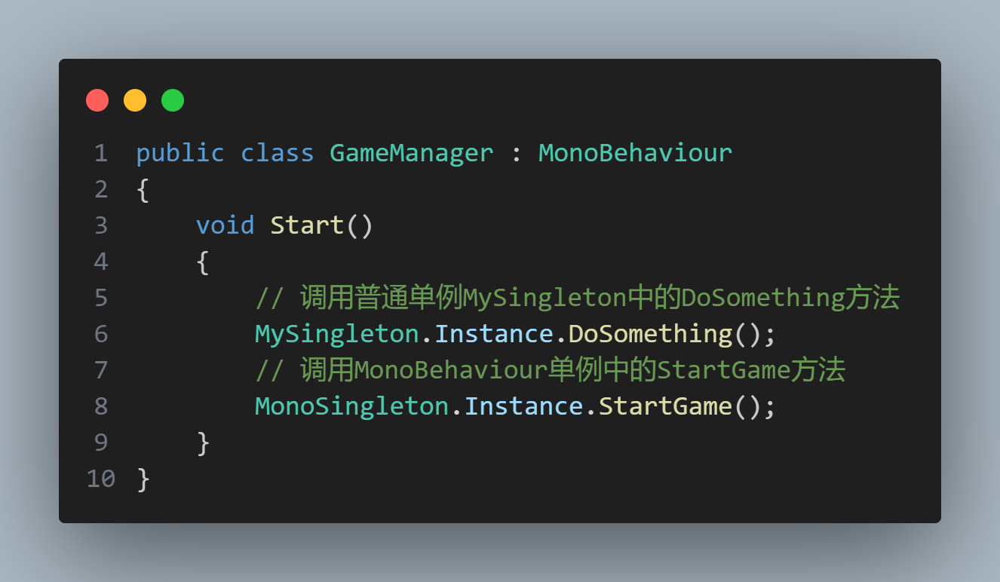 1 public class GameManager : MonoBehaviour
2 {
3     void Start()
4     {
5         // 调用普通单例MySingleton中的DoSomething方法
6         MySingleton.Instance.DoSomething();
7         // 调用MonoBehaviour单例中的StartGame方法
8         MonoSingleton.Instance.StartGame();
9     }
10 }